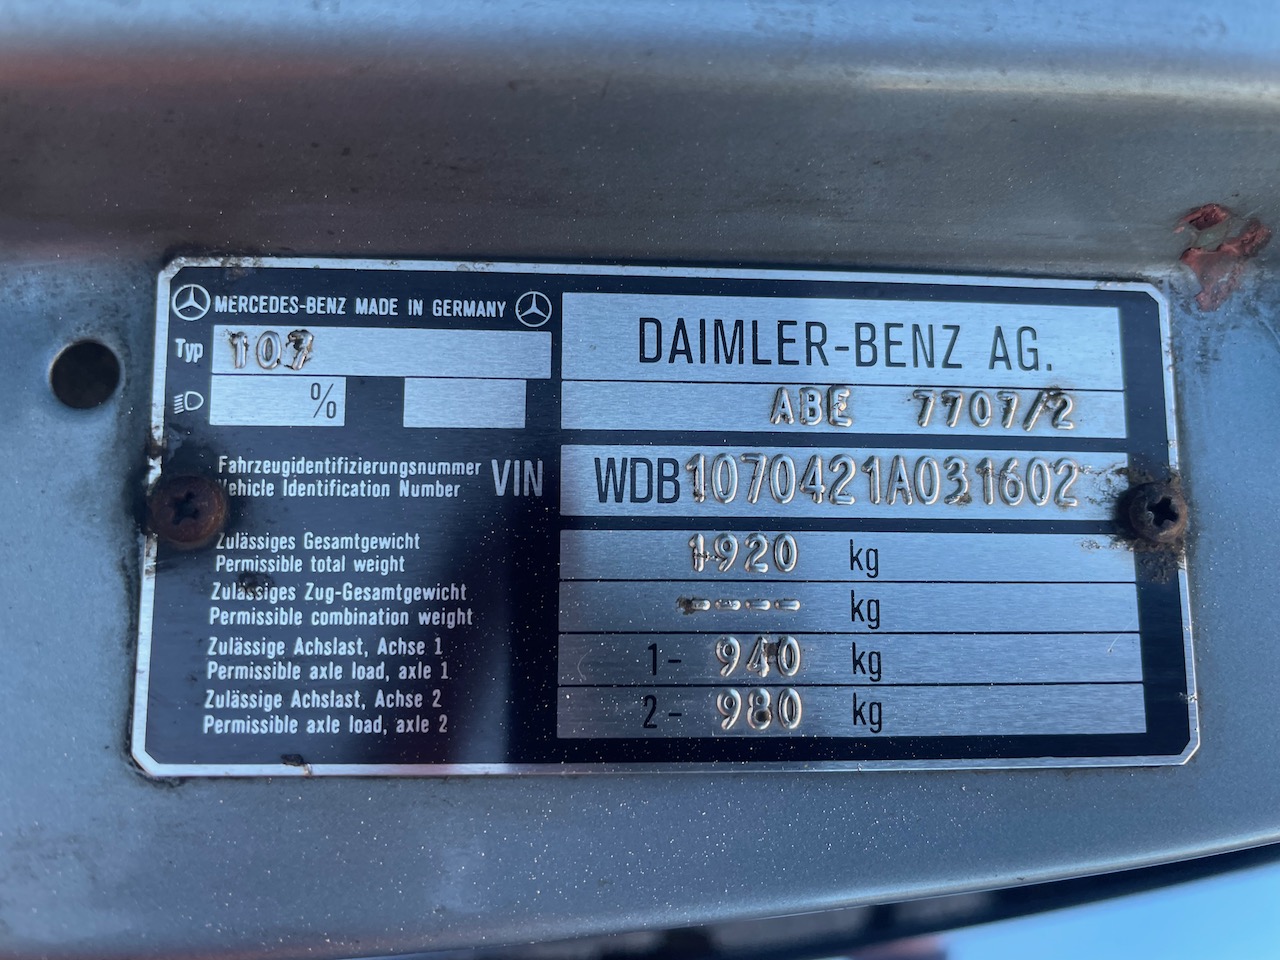 MERCEDES-BENZ MADE IN GERMANY
Typ 107
%
DAIMLER-BENZ AG.
ABE 7707/2
Fahrzeugidentifizierungsnummer
Vehicle Identification Number
VIN WDB1070421A031602
Zulässiges Gesamtgewicht
Permissible total weight
1920 kg
Zulässiges Zug-Gesamtgewicht
Permissible combination weight
---- kg
Zulässige Achslast, Achse 1
Permissible axle load, axle 1
1- 940 kg
Zulässige Achslast, Achse 2
Permissible axle load, axle 2
2- 980 kg